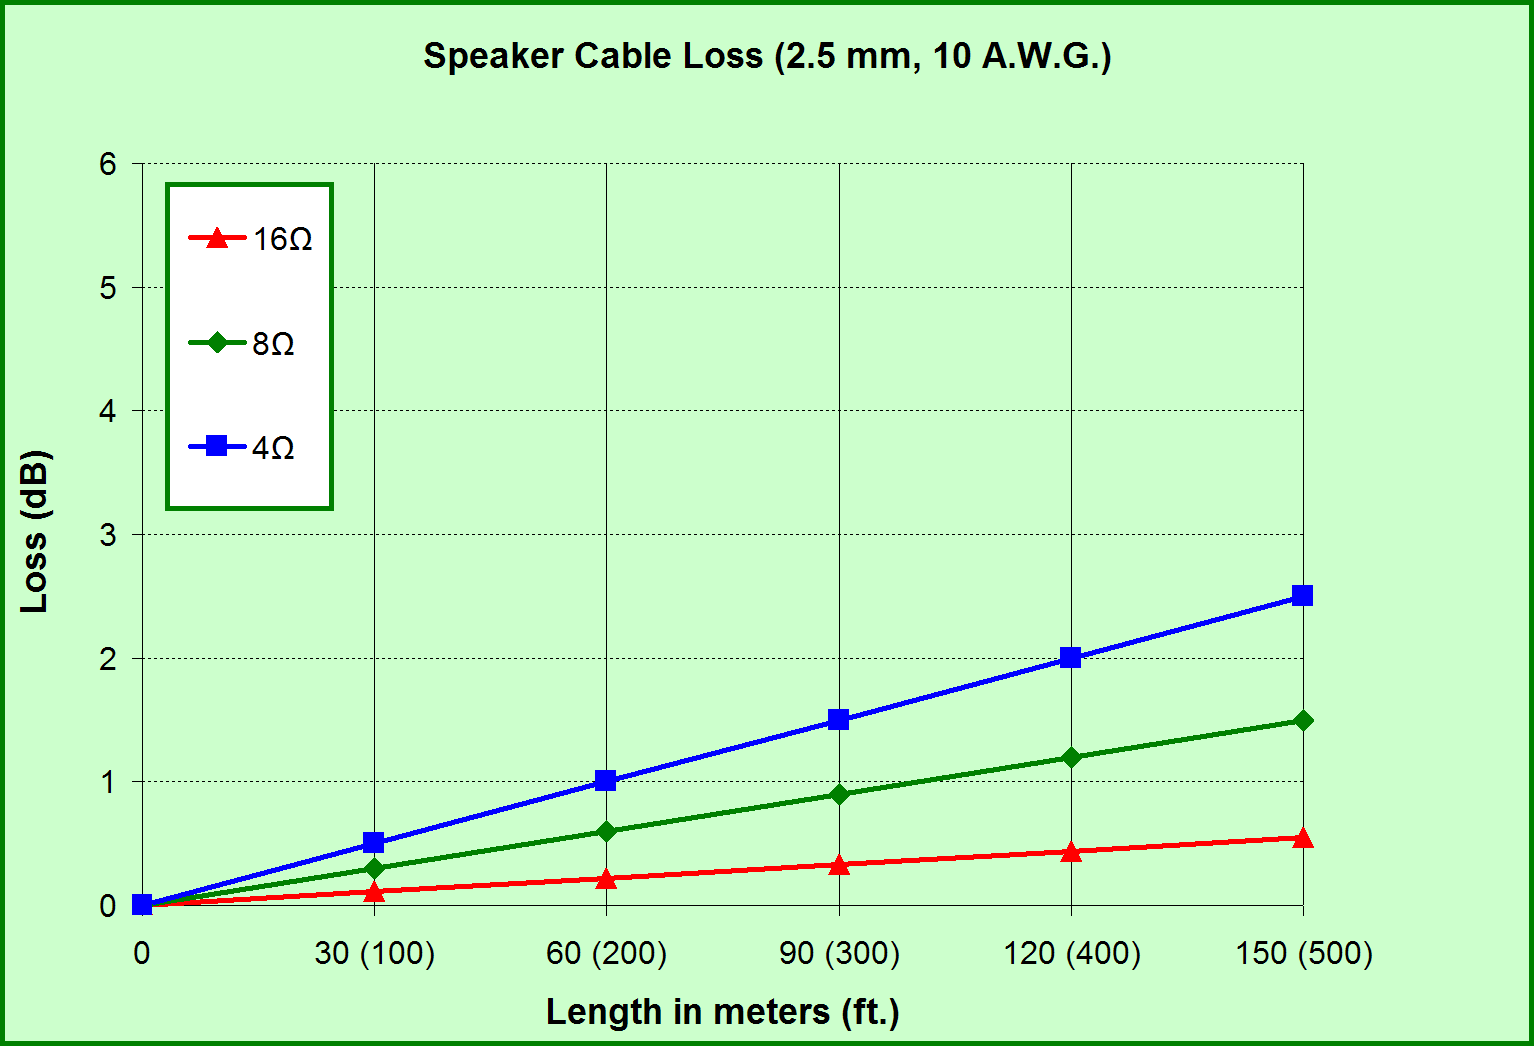 Speaker Cable Loss (2.5 mm, 10 A.W.G.)
6
5
4
3
2
1
0
Loss (dB)
16Ω
8Ω
4Ω
0 30 (100) 60 (200) 90 (300) 120 (400) 150 (500)
Length in meters (ft.)